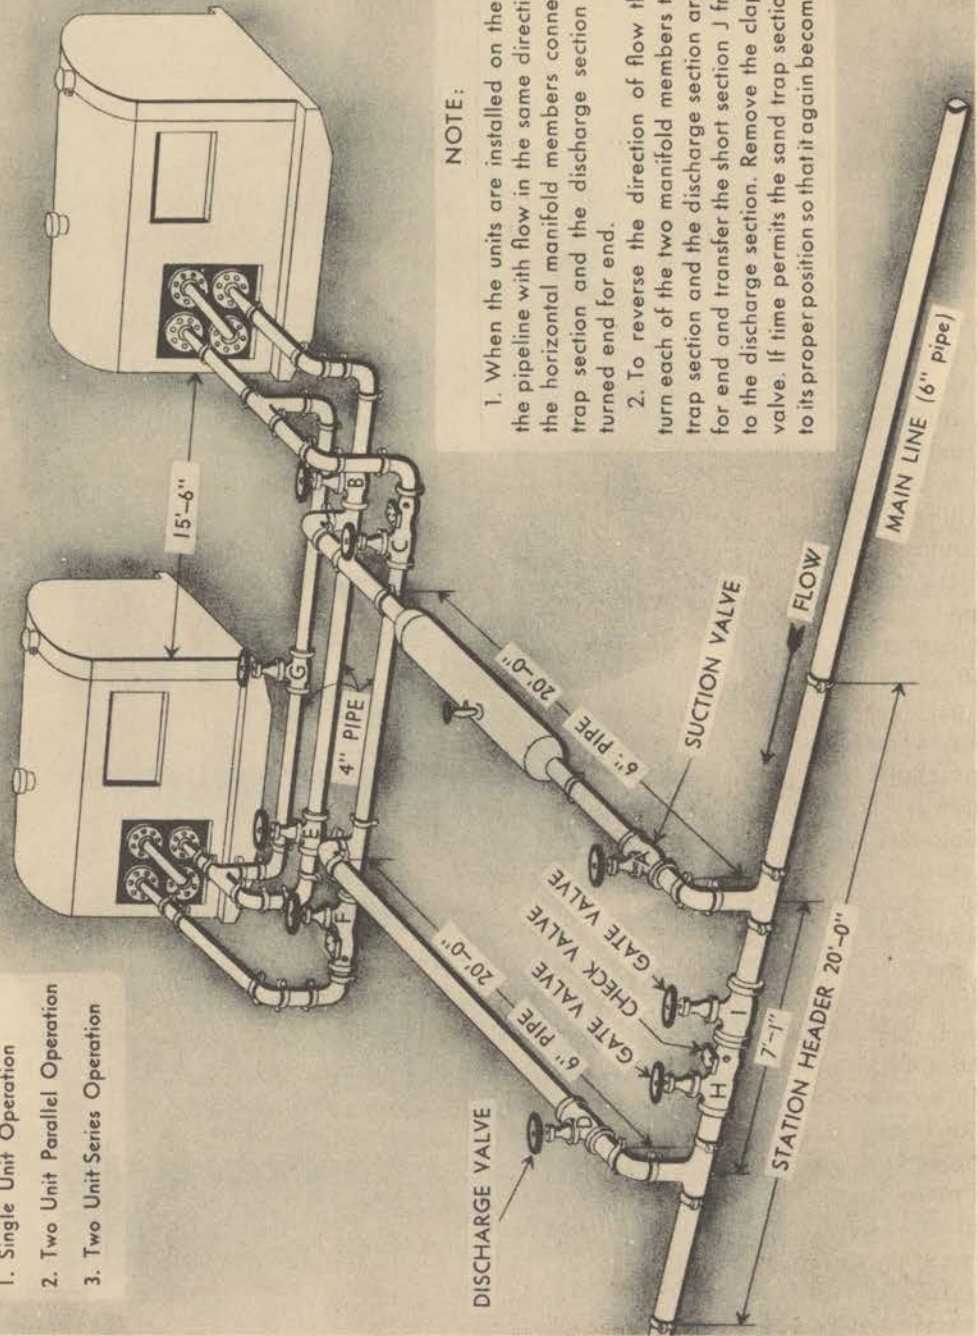 1. Single Unit Operation
2. Two Unit Parallel Operation
3. Two Unit Series Operation
NOTE:
1. When the units are installed on the
the pipeline with flow in the same directi
the horizontal manifold members conne
trap section and the discharge section
turned end for end.
2. To reverse the direction of flow th
turn each of the two manifold members t
trap section and the discharge section ar
for end and transfer the short section J fr
to the discharge section. Remove the clap
valve. If time permits the sand trap sectio
to its proper position so that it again becom
15'-6"
G
B
C
4" PIPE
E
F
20'-0"
6" PIPE
A
SUCTION VALVE
20'-0"
6" PIPE
D
DISCHARGE VALVE
GATE VALVE
CHECK VALVE
GATE VALVE
H
I
7'-1"
FLOW
STATION HEADER 20'-0"
MAIN LINE (6" pipe)